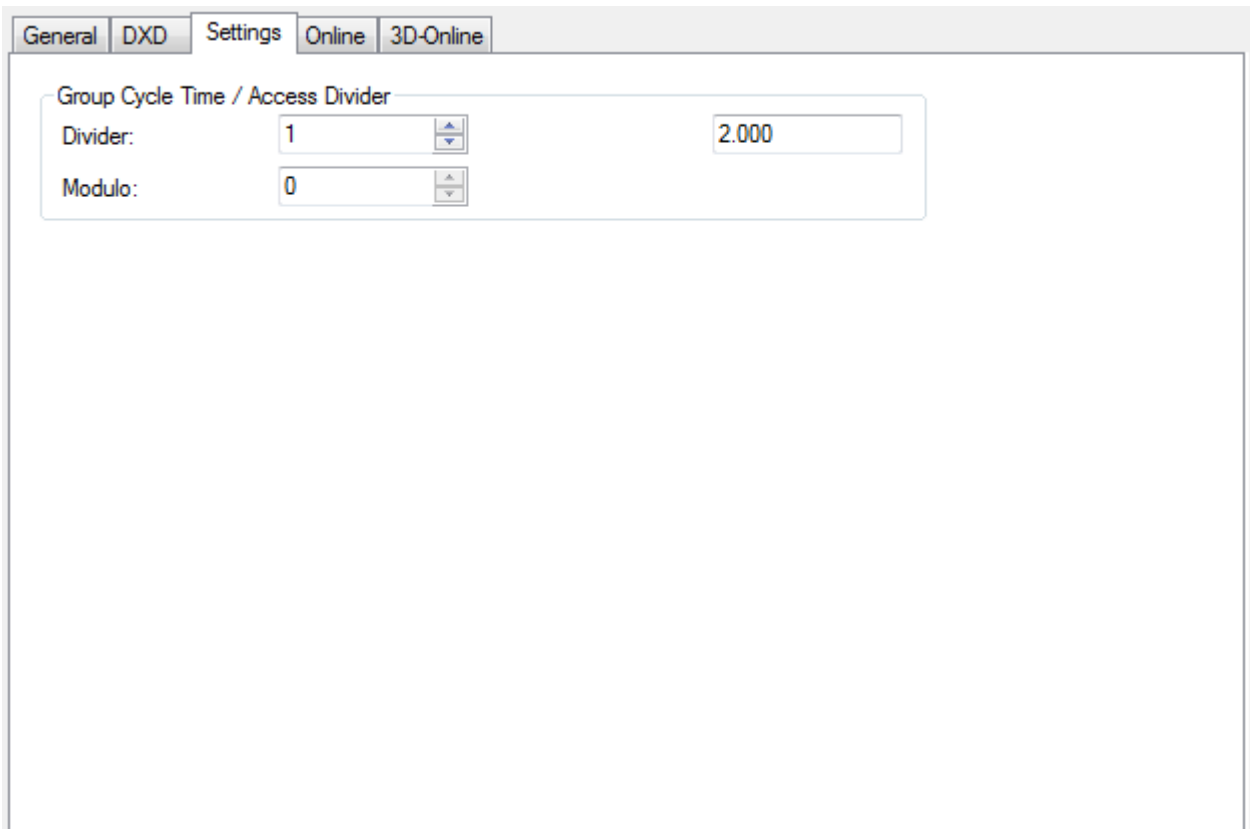 General DXD Settings Online 3D-Online
Group Cycle Time / Access Divider
Divider: 1 2.000
Modulo: 0